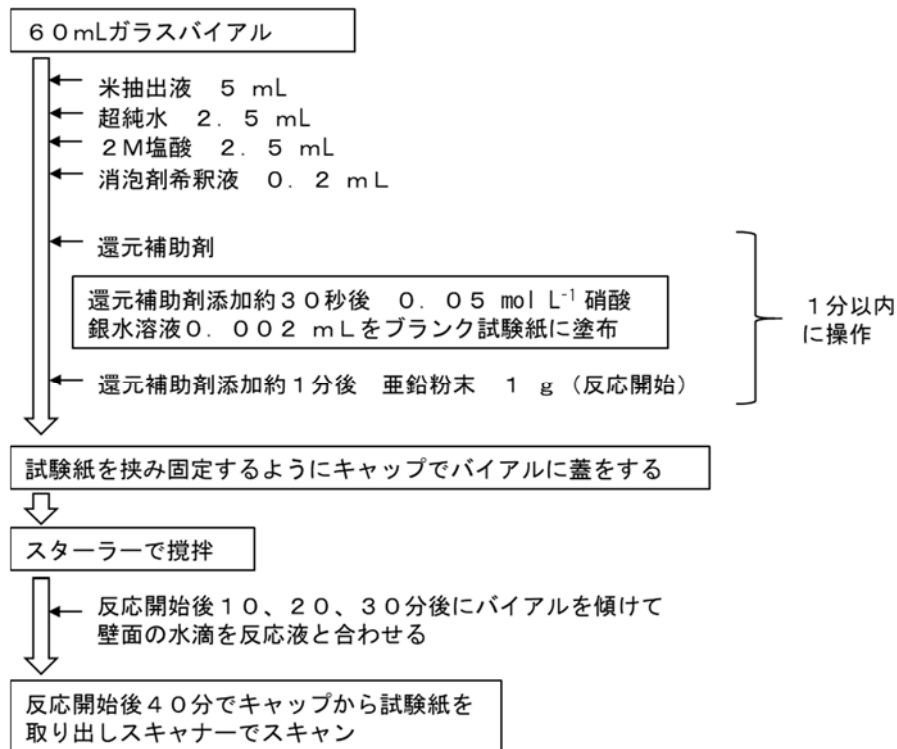 ６０mLガラスバイアル
米抽出液　５ mL
超純水　２．５ mL
２M塩酸　２．５ mL
消泡剤希釈液　０．２ mL
還元補助剤
還元補助剤添加約３０秒後　０．０５ mol L⁻¹ 硝酸
銀水溶液０．００２ mLをブランク試験紙に塗布
１分以内
に操作
還元補助剤添加約１分後　亜鉛粉末　１ g（反応開始）
試験紙を挟み固定するようにキャップでバイアルに蓋をする
スターラーで撹拌
反応開始後１０、２０、３０分後にバイアルを傾けて
壁面の水滴を反応液と合わせる
反応開始後４０分でキャップから試験紙を
取り出しスキャナーでスキャン